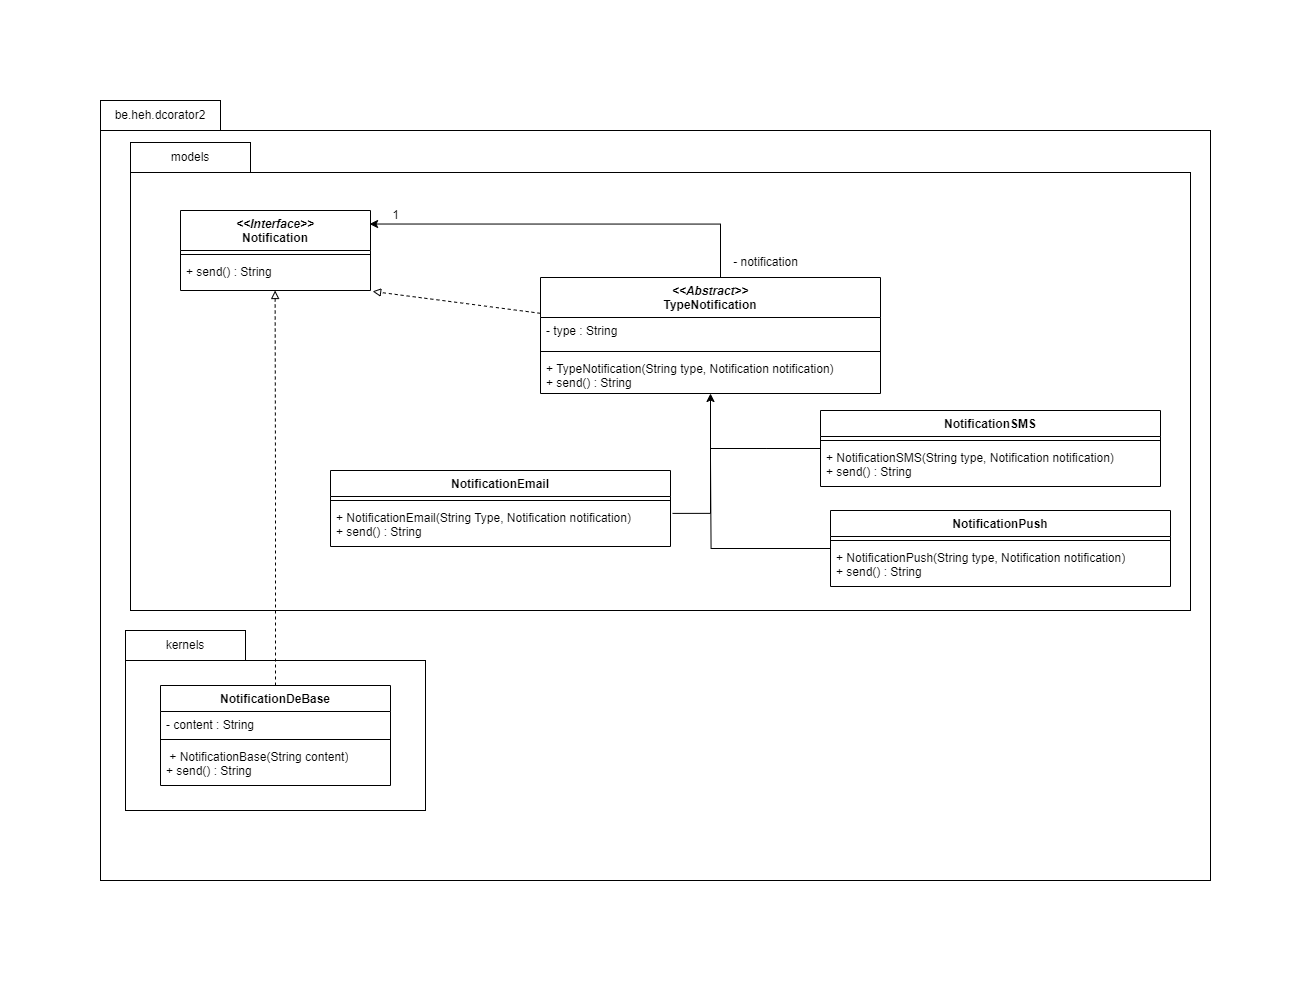 be.heh.dcorator2
models
<<Interface>>
Notification
+ send() : String
1
- notification
<<Abstract>>
TypeNotification
- type : String
+ TypeNotification(String type, Notification notification)
+ send() : String
NotificationSMS
+ NotificationSMS(String type, Notification notification)
+ send() : String
NotificationEmail
+ NotificationEmail(String Type, Notification notification)
+ send() : String
NotificationPush
+ NotificationPush(String type, Notification notification)
+ send() : String
kernels
NotificationDeBase
- content : String
+ NotificationBase(String content)
+ send() : String